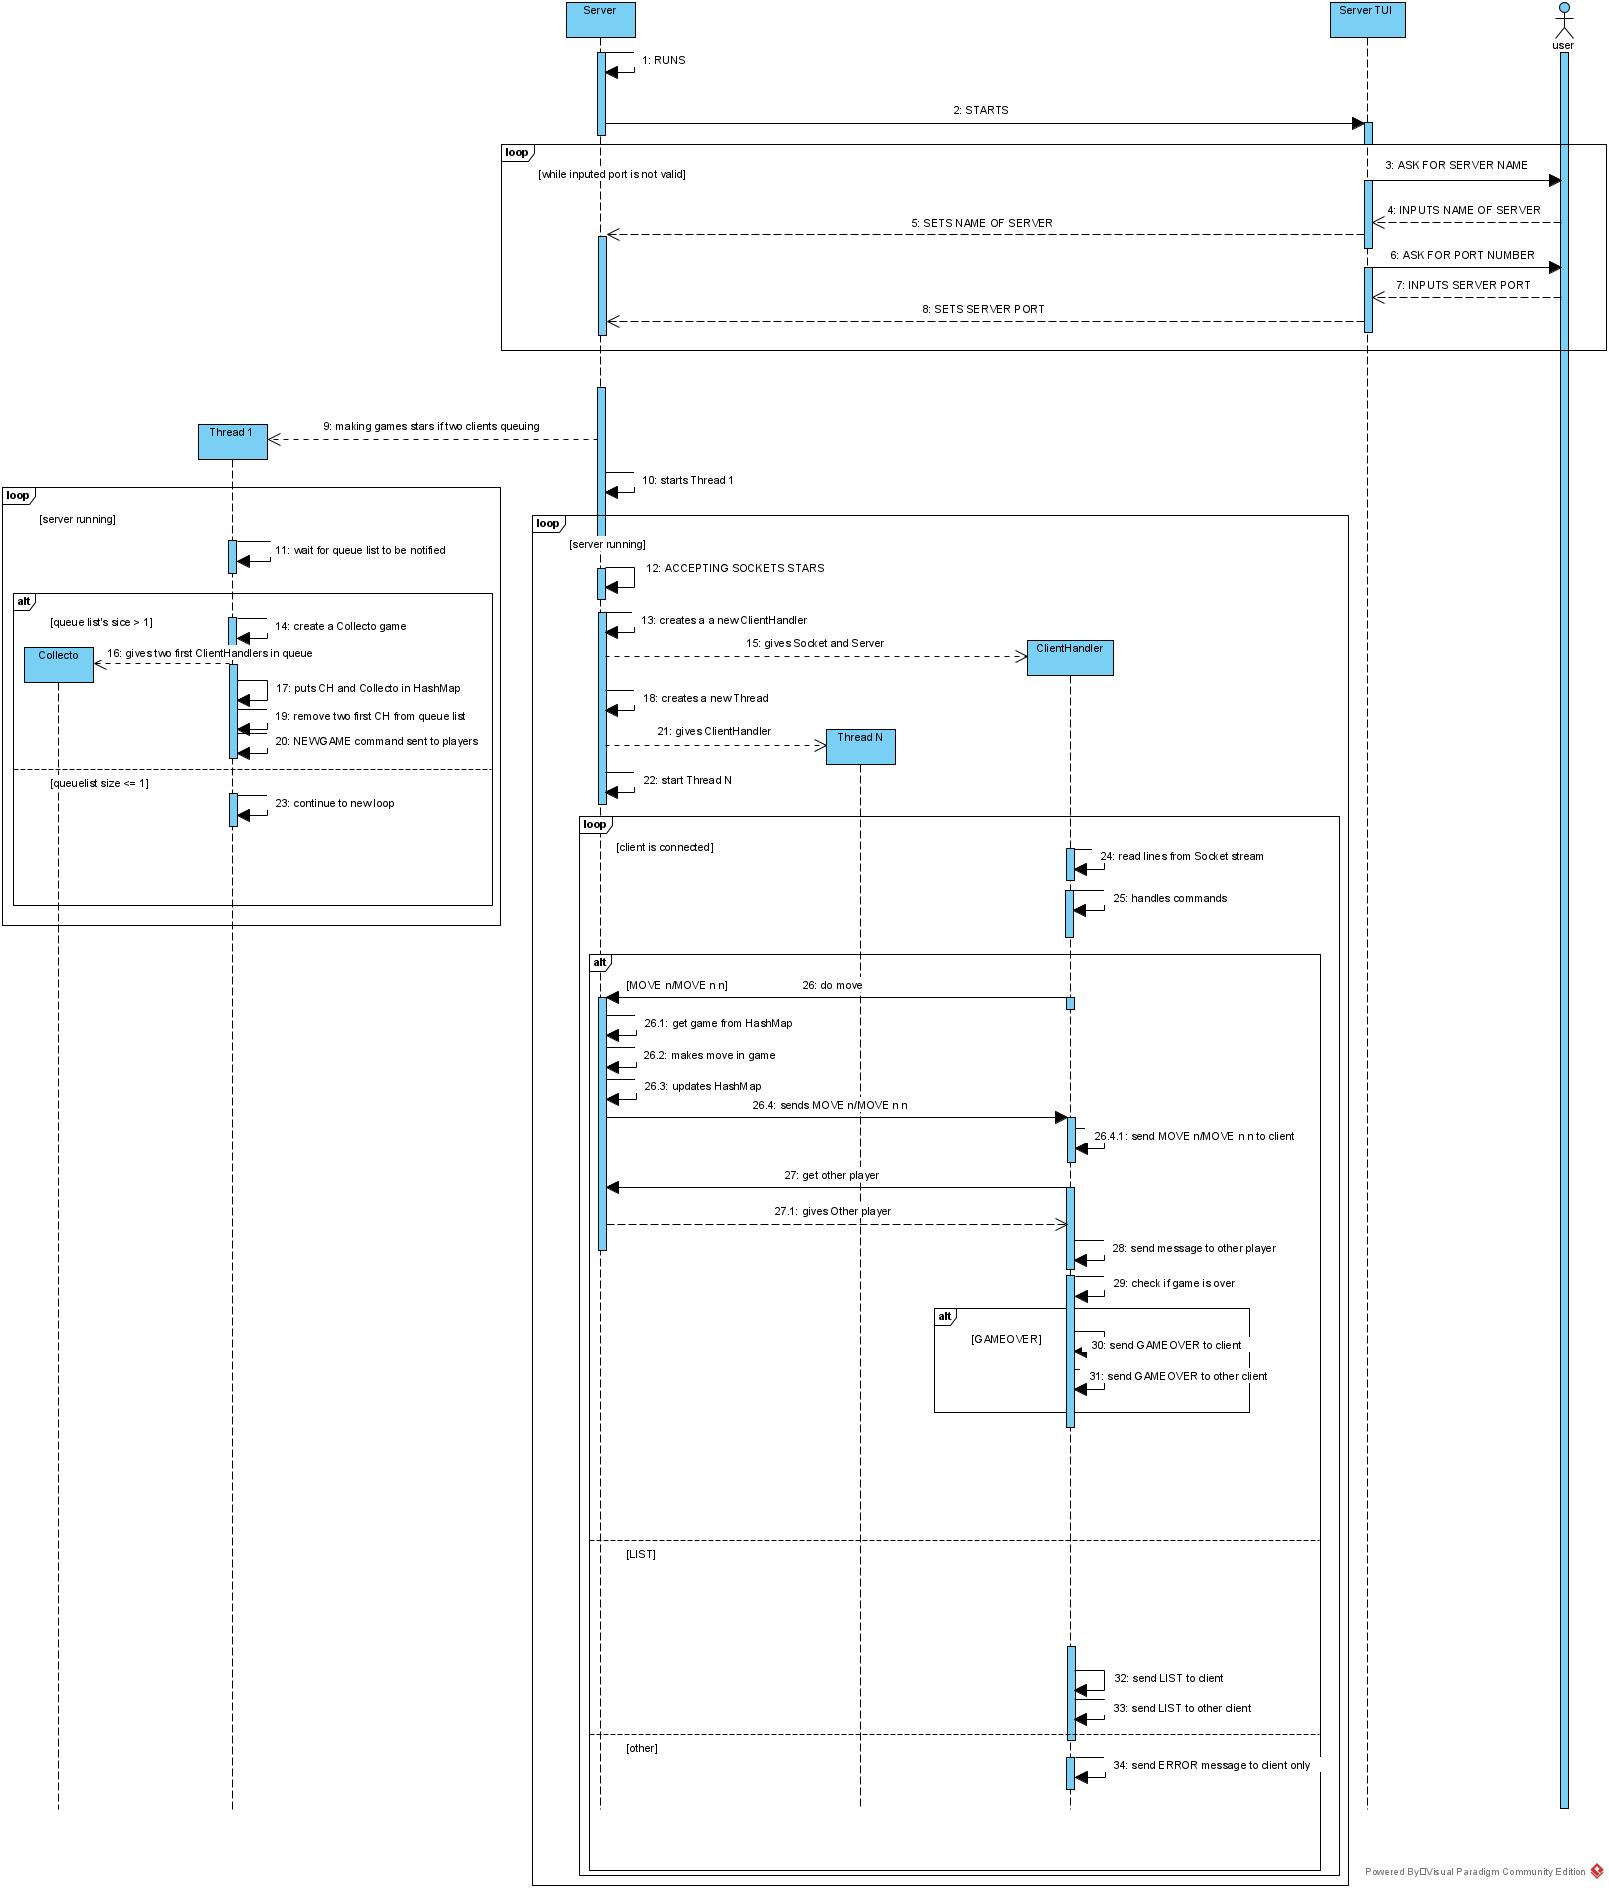 Server
Server TUI
user
1: RUNS
2: STARTS
loop
[while inputed port is not valid]
3: ASK FOR SERVER NAME
4: INPUTS NAME OF SERVER
5: SETS NAME OF SERVER
6: ASK FOR PORT NUMBER
7: INPUTS SERVER PORT
8: SETS SERVER PORT
Thread 1
9: making games stars if two clients queuing
10: starts Thread 1
loop
[server running]
11: wait for queue list to be notified
loop
[server running]
12: ACCEPTING SOCKETS STARS
alt
[queue list's sice > 1]
14: create a Collecto game
13: creates a a new ClientHandler
15: gives Socket and Server
ClientHandler
Collecto
16: gives two first ClientHandlers in queue
17: puts CH and Collecto in HashMap
18: creates a new Thread
19: remove two first CH from queue list
20: NEWGAME command sent to players
21: gives ClientHandler
Thread N
22: start Thread N
[queuelist size <= 1]
23: continue to new loop
loop
[client is connected]
24: read lines from Socket stream
25: handles commands
alt
[MOVE n/MOVE n n]
26: do move
26.1: get game from HashMap
26.2: makes move in game
26.3: updates HashMap
26.4: sends MOVE n/MOVE n n
26.4.1: send MOVE n/MOVE n n to client
27: get other player
27.1: gives Other player
28: send message to other player
29: check if game is over
alt
[GAMEOVER]
30: send GAMEOVER to client
31: send GAMEOVER to other client
[LIST]
32: send LIST to client
33: send LIST to other client
[other]
34: send ERROR message to client only
Powered By Visual Paradigm Community Edition